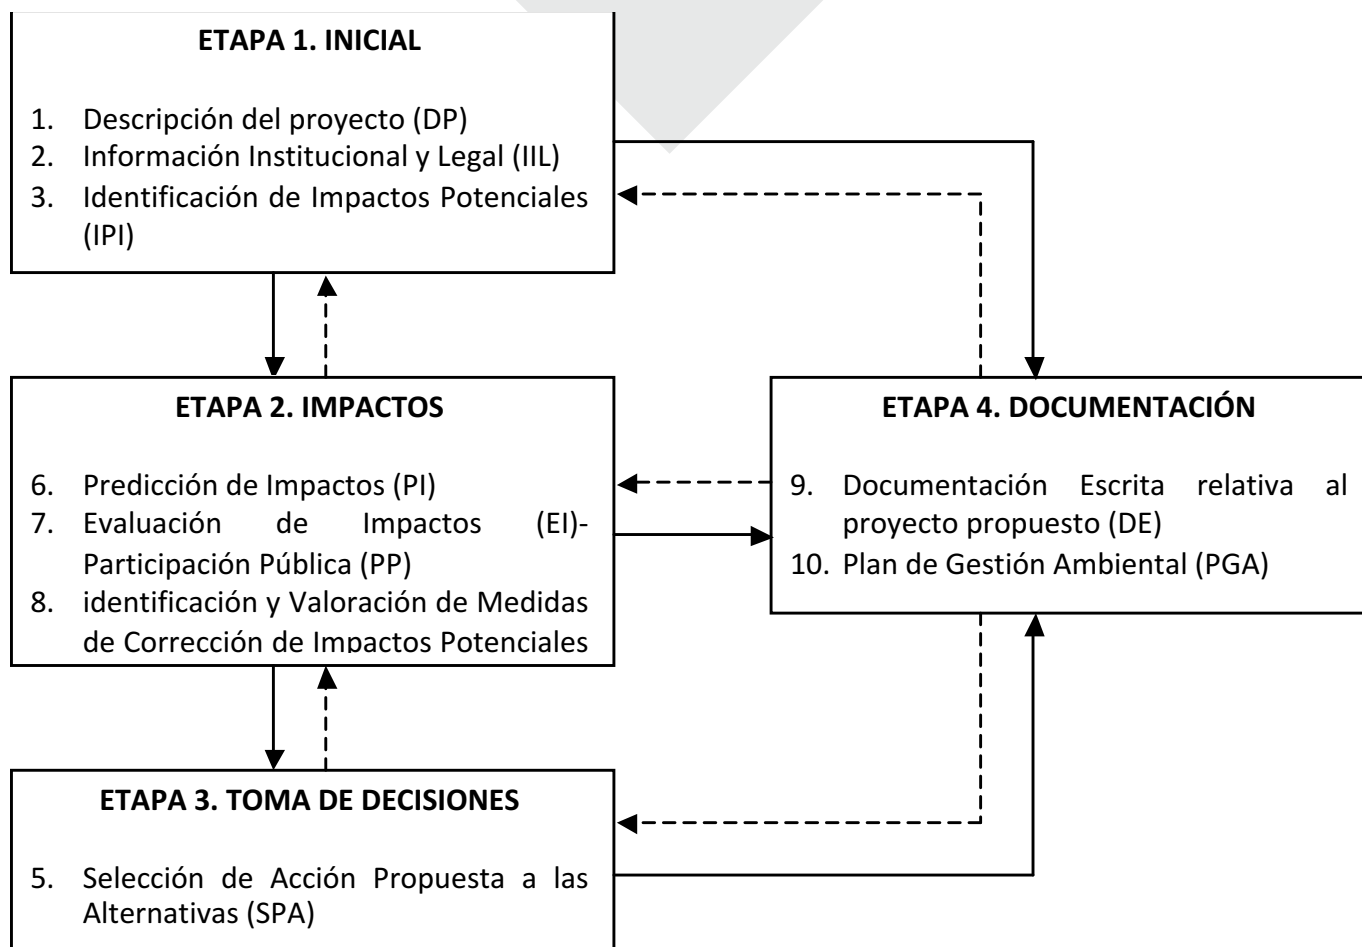 ETAPA 1. INICIAL
1. Descripción del proyecto (DP)
2. Información Institucional y Legal (IIL)
3. Identificación de Impactos Potenciales
(IPI)
ETAPA 2. IMPACTOS
6. Predicción de Impactos (PI)
7. Evaluación de Impactos (EI)-
Participación Pública (PP)
8. identificación y Valoración de Medidas
de Corrección de Impactos Potenciales
ETAPA 4. DOCUMENTACIÓN
9. Documentación Escrita relativa al
proyecto propuesto (DE)
10. Plan de Gestión Ambiental (PGA)
ETAPA 3. TOMA DE DECISIONES
5. Selección de Acción Propuesta a las
Alternativas (SPA)